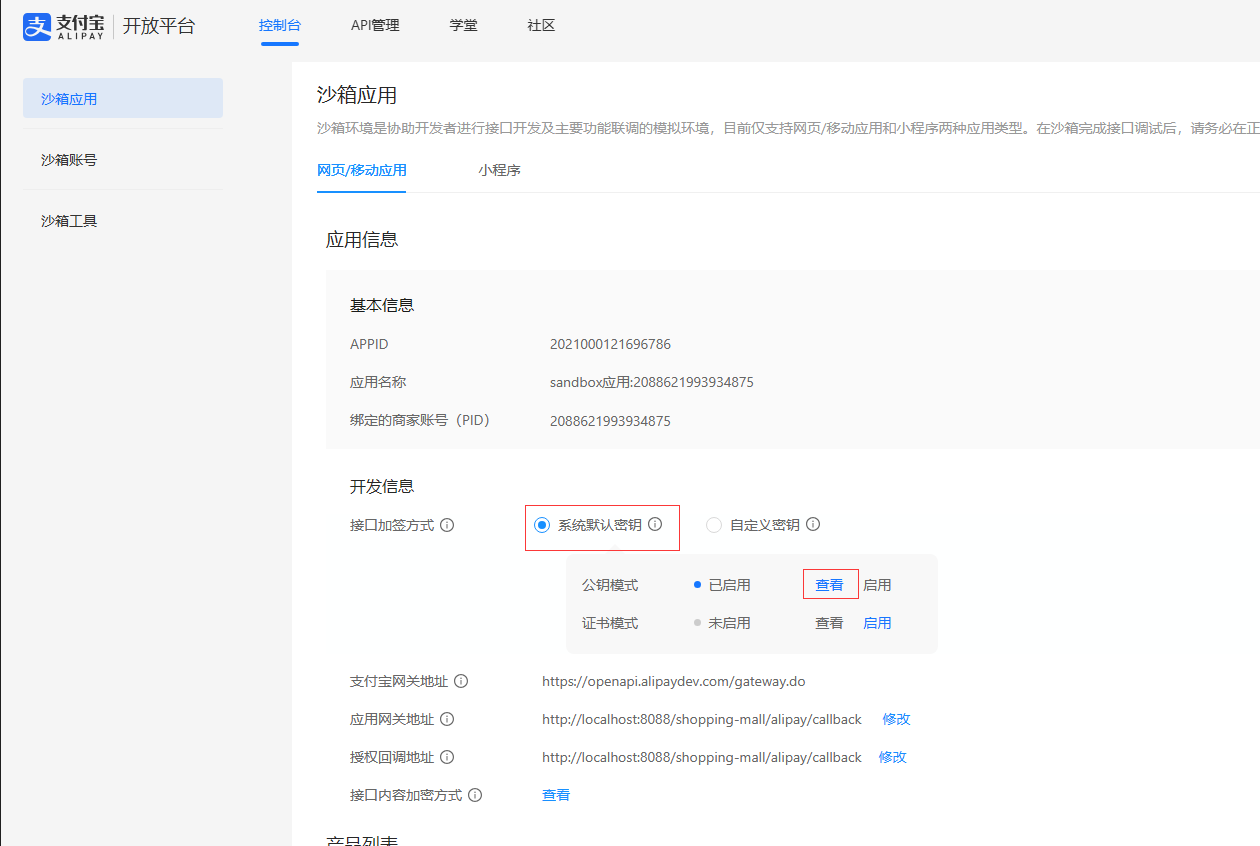 支付宝 ALIPAY 开放平台 控制台 API管理 学堂 社区
沙箱应用
沙箱账号
沙箱工具
沙箱应用
沙箱环境是协助开发者进行接口开发及主要功能联调的模拟环境，目前仅支持网页/移动应用和小程序两种应用类型。在沙箱完成接口调试后，请务必在正
网页/移动应用 小程序
应用信息
基本信息
APPID 2021000121696786
应用名称 sandbox应用:2088621993934875
绑定的商家账号（PID） 2088621993934875
开发信息
接口加签方式 系统默认密钥 自定义密钥
公钥模式 已启用 查看 启用
证书模式 未启用 查看 启用
支付宝网关地址 https://openapi.alipaydev.com/gateway.do
应用网关地址 http://localhost:8088/shopping-mall/alipay/callback 修改
授权回调地址 http://localhost:8088/shopping-mall/alipay/callback 修改
接口内容加密方式 查看
产品列表